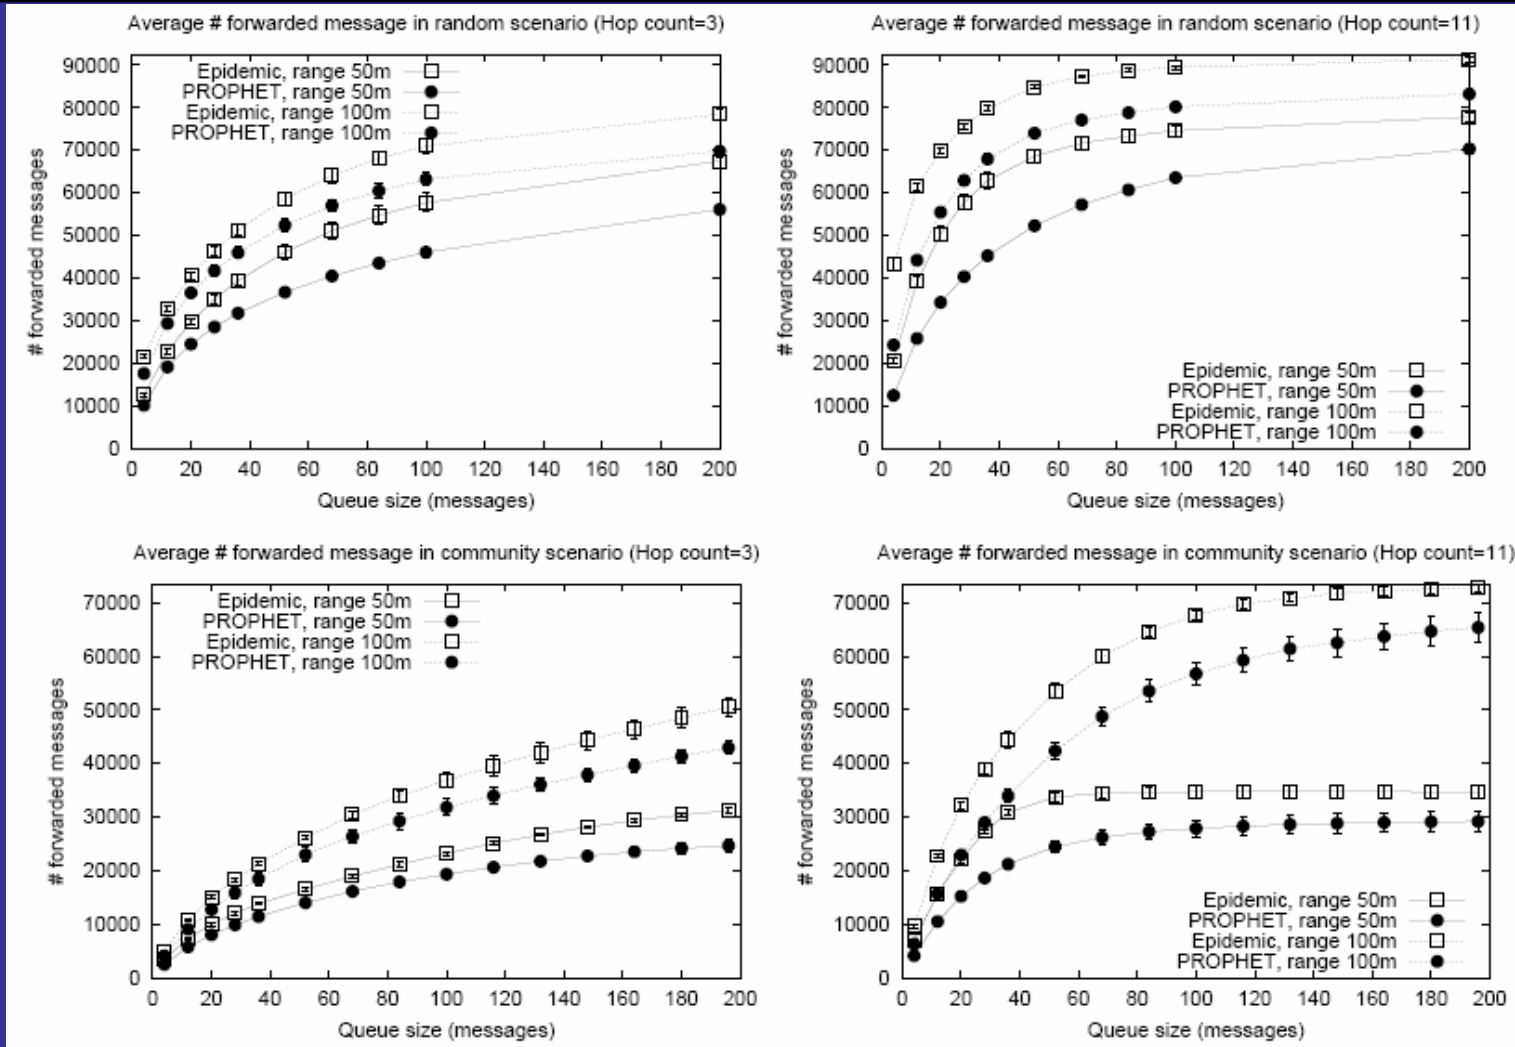 Average # forwarded message in random scenario (Hop count=3)
90000
80000
70000
60000
50000
40000
30000
20000
10000
0
# forwarded messages
Epidemic, range 50m
PROPHET, range 50m
Epidemic, range 100m
PROPHET, range 100m
0 20 40 60 80 100 120 140 160 180 200
Queue size (messages)
Average # forwarded message in random scenario (Hop count=11)
90000
80000
70000
60000
50000
40000
30000
20000
10000
0
# forwarded messages
Epidemic, range 50m
PROPHET, range 50m
Epidemic, range 100m
PROPHET, range 100m
0 20 40 60 80 100 120 140 160 180 200
Queue size (messages)
Average # forwarded message in community scenario (Hop count=3)
70000
60000
50000
40000
30000
20000
10000
0
# forwarded messages
Epidemic, range 50m
PROPHET, range 50m
Epidemic, range 100m
PROPHET, range 100m
0 20 40 60 80 100 120 140 160 180 200
Queue size (messages)
Average # forwarded message in community scenario (Hop count=11)
70000
60000
50000
40000
30000
20000
10000
0
# forwarded messages
Epidemic, range 50m
PROPHET, range 50m
Epidemic, range 100m
PROPHET, range 100m
0 20 40 60 80 100 120 140 160 180 200
Queue size (messages)